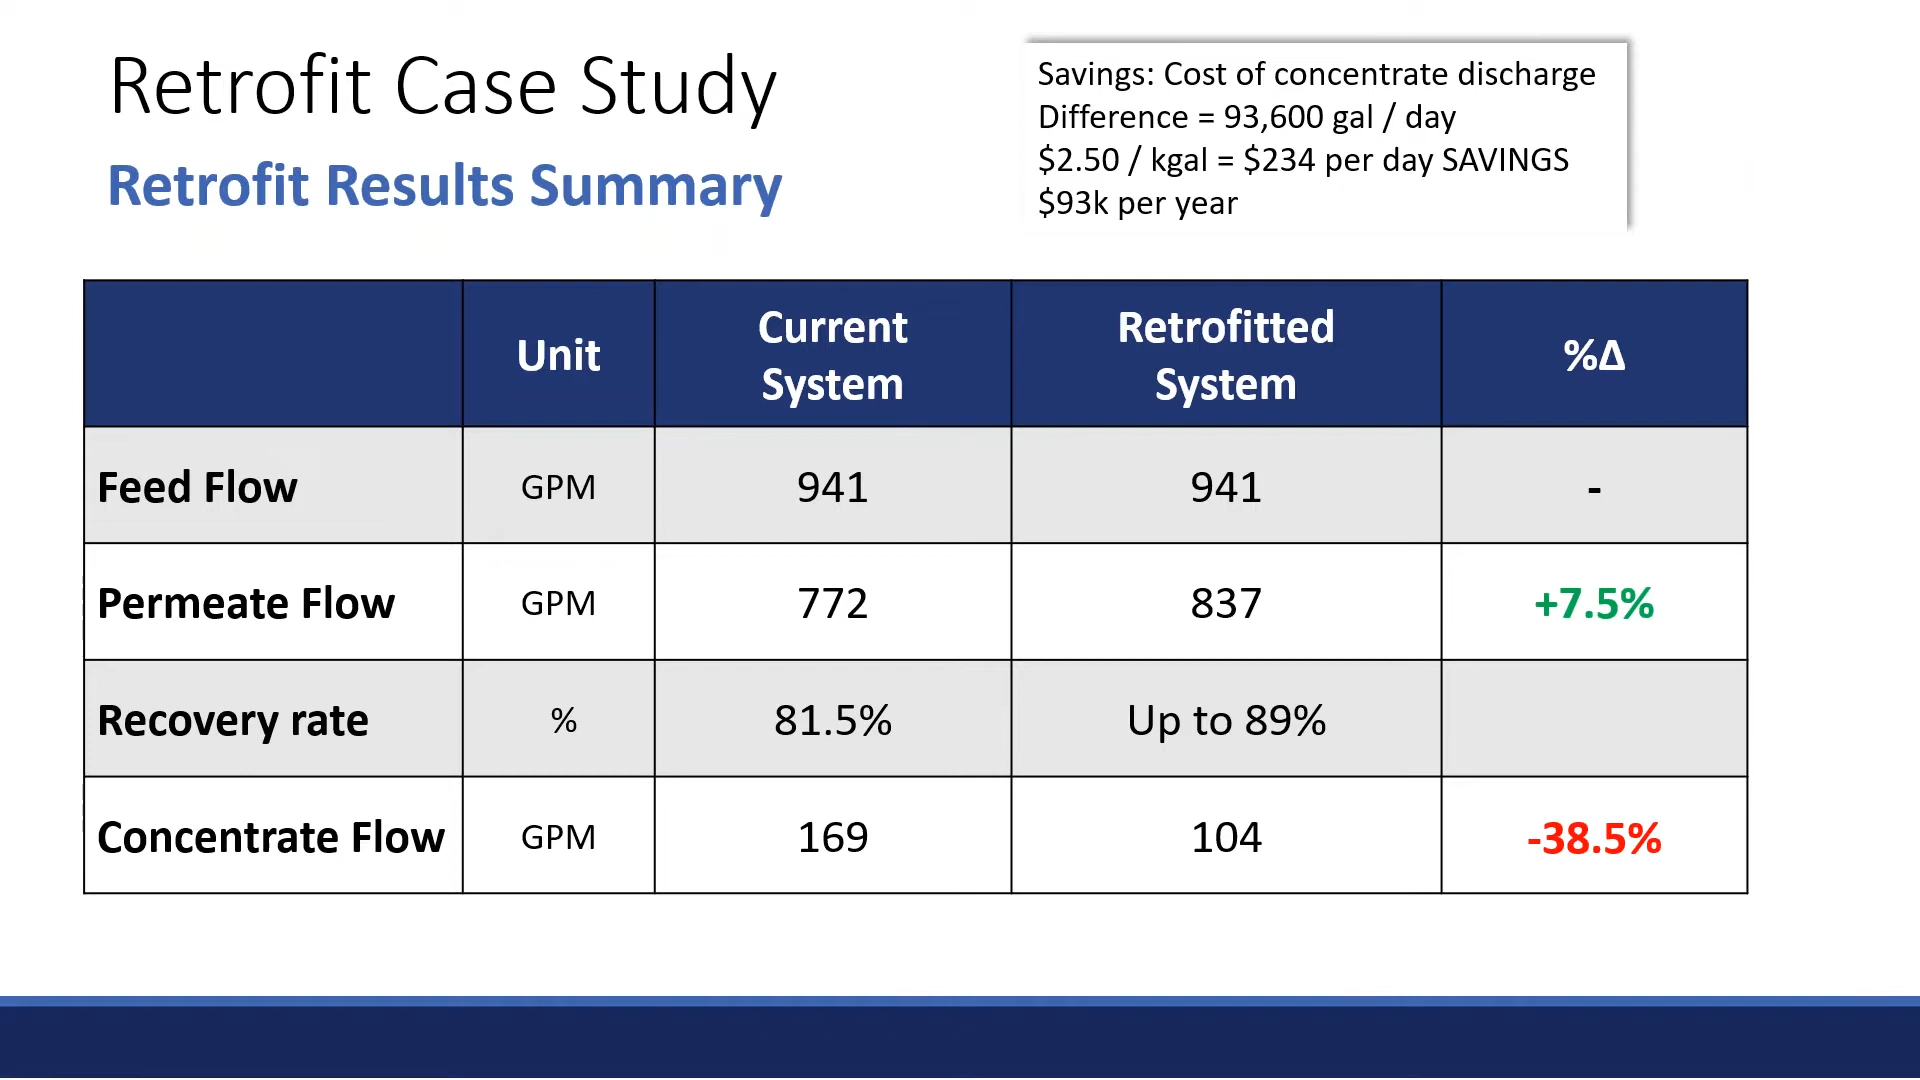 Retrofit Case Study
Retrofit Results Summary
Savings: Cost of concentrate discharge
Difference = 93,600 gal / day
$2.50 / kgal = $234 per day SAVINGS
$93k per year
Unit Current System Retrofitted System %Δ
Feed Flow GPM 941 941 -
Permeate Flow GPM 772 837 +7.5%
Recovery rate % 81.5% Up to 89%
Concentrate Flow GPM 169 104 -38.5%